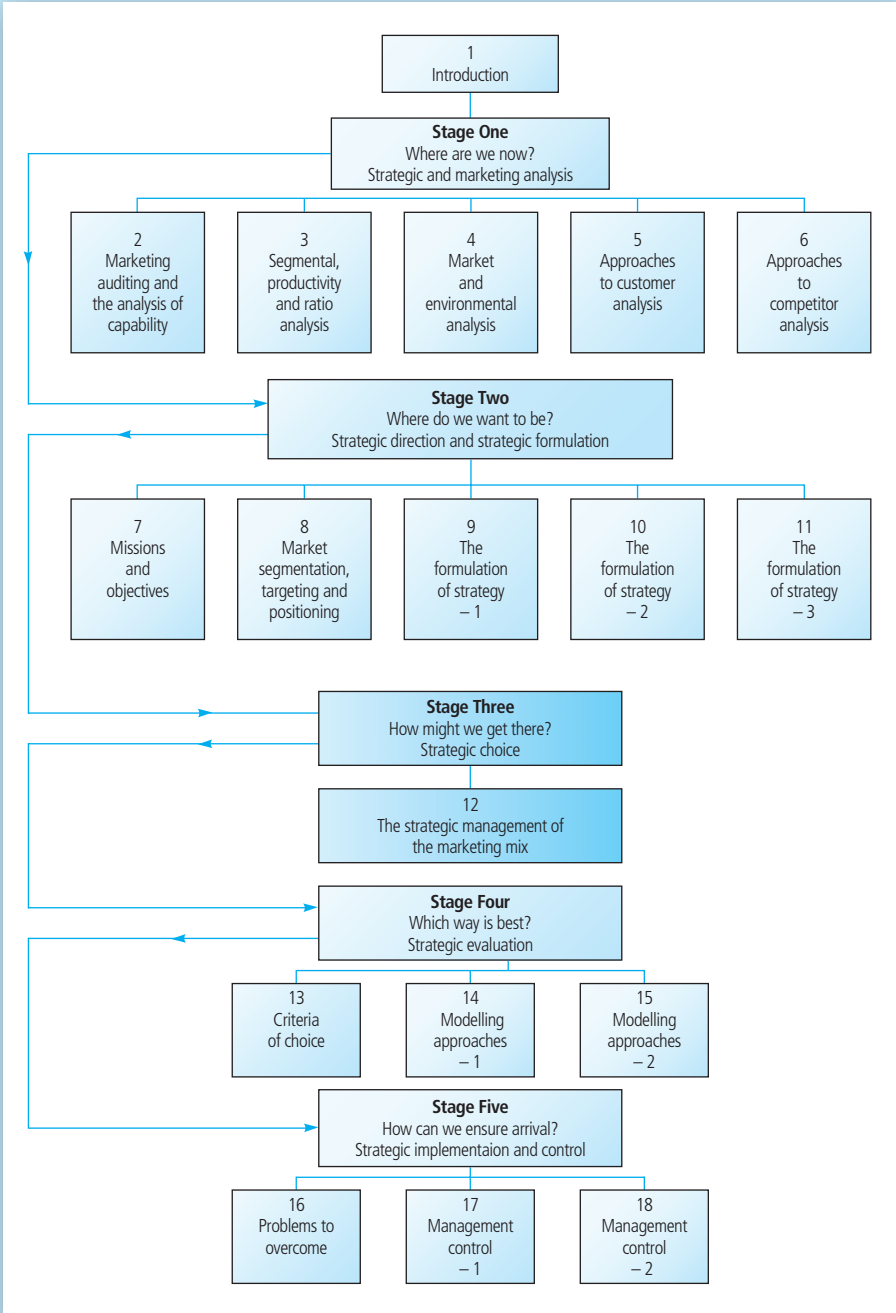 1
Introduction
Stage One
Where are we now?
Strategic and marketing analysis
2
Marketing
auditing and
the analysis of
capability
3
Segmental,
productivity
and ratio
analysis
4
Market
and
environmental
analysis
5
Approaches
to customer
analysis
6
Approaches
to
competitor
analysis
Stage Two
Where do we want to be?
Strategic direction and strategic formulation
7
Missions
and
objectives
8
Market
segmentation,
targeting and
positioning
9
The
formulation
of strategy
– 1
10
The
formulation
of strategy
– 2
11
The
formulation
of strategy
– 3
Stage Three
How might we get there?
Strategic choice
12
The strategic management of
the marketing mix
Stage Four
Which way is best?
Strategic evaluation
13
Criteria
of choice
14
Modelling
approaches
– 1
15
Modelling
approaches
– 2
Stage Five
How can we ensure arrival?
Strategic implementaion and control
16
Problems to
overcome
17
Management
control
– 1
18
Management
control
– 2